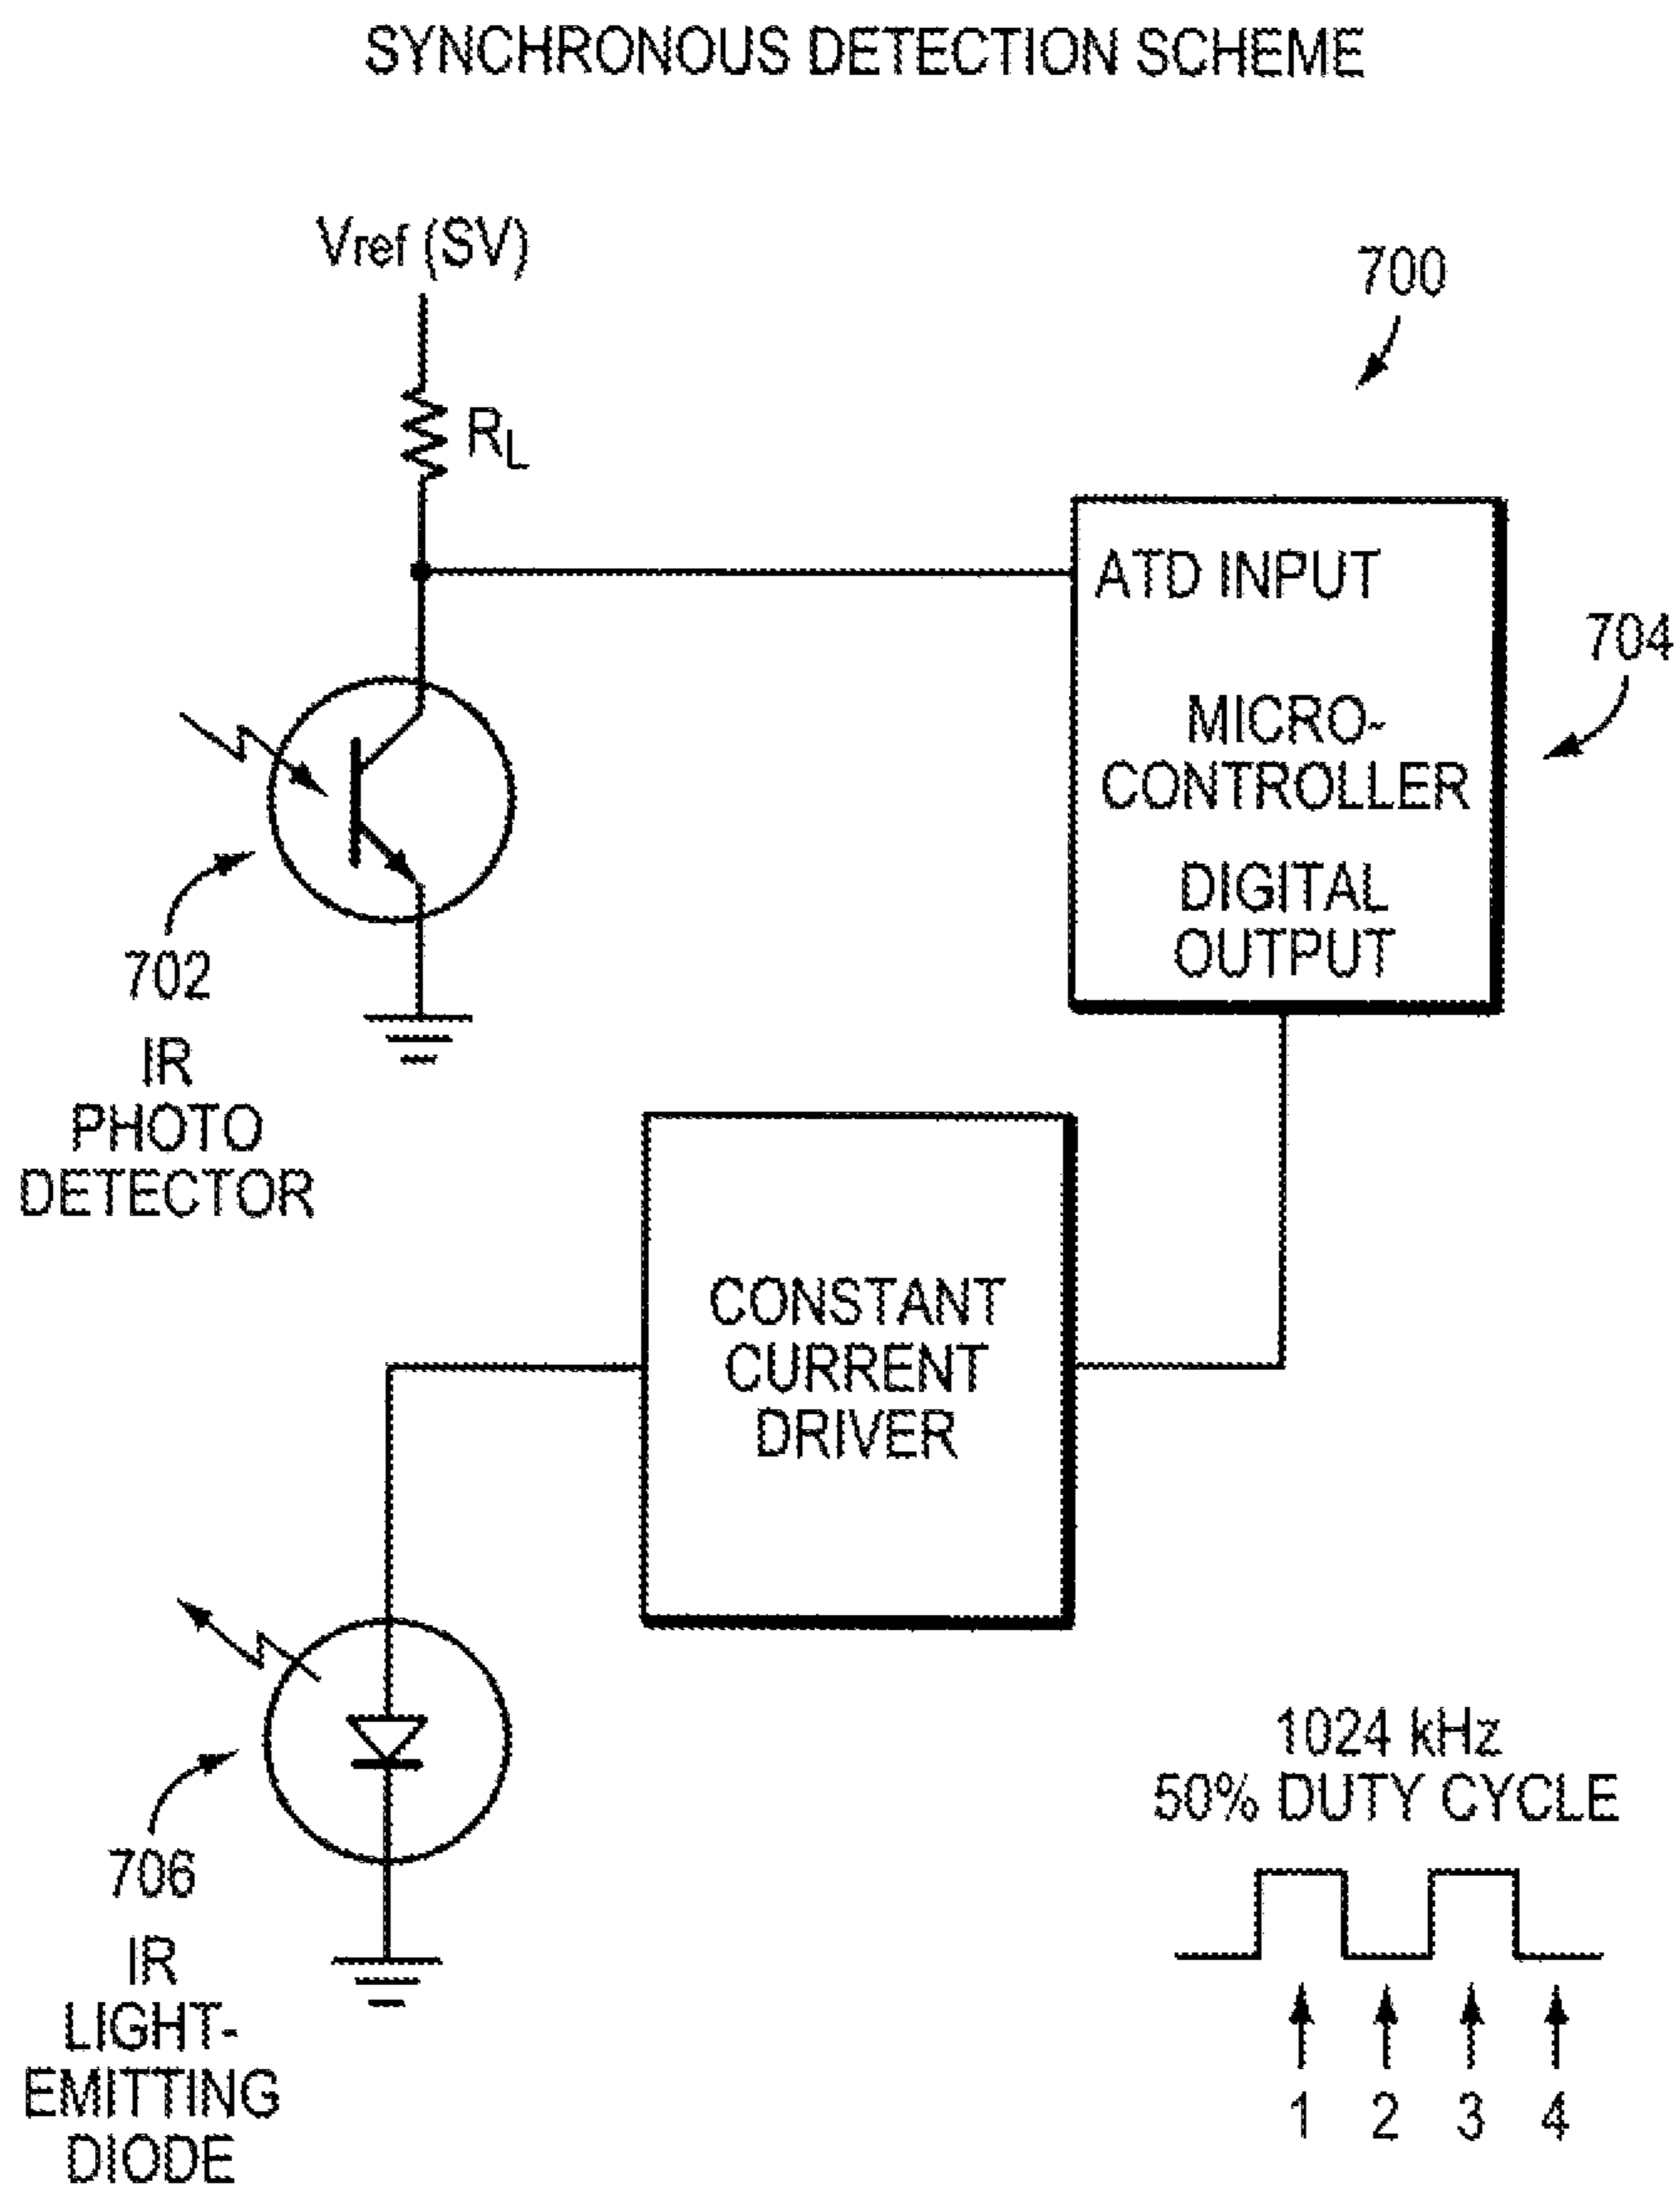 SYNCHRONOUS DETECTION SCHEME
Vref (SV)
700
RL
ATD INPUT
704
MICRO-
CONTROLLER
DIGITAL
OUTPUT
702
IR
PHOTO
DETECTOR
CONSTANT
CURRENT
DRIVER
706
IR
LIGHT-
EMITTING
DIODE
1024 kHz
50% DUTY CYCLE
1 2 3 4